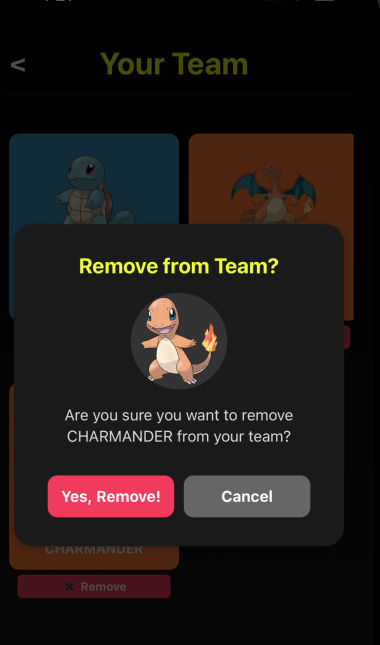 <
Your Team
Remove from Team?
Are you sure you want to remove
CHARMANDER from your team?
Yes, Remove!
Cancel
CHARMANDER
✖ Remove